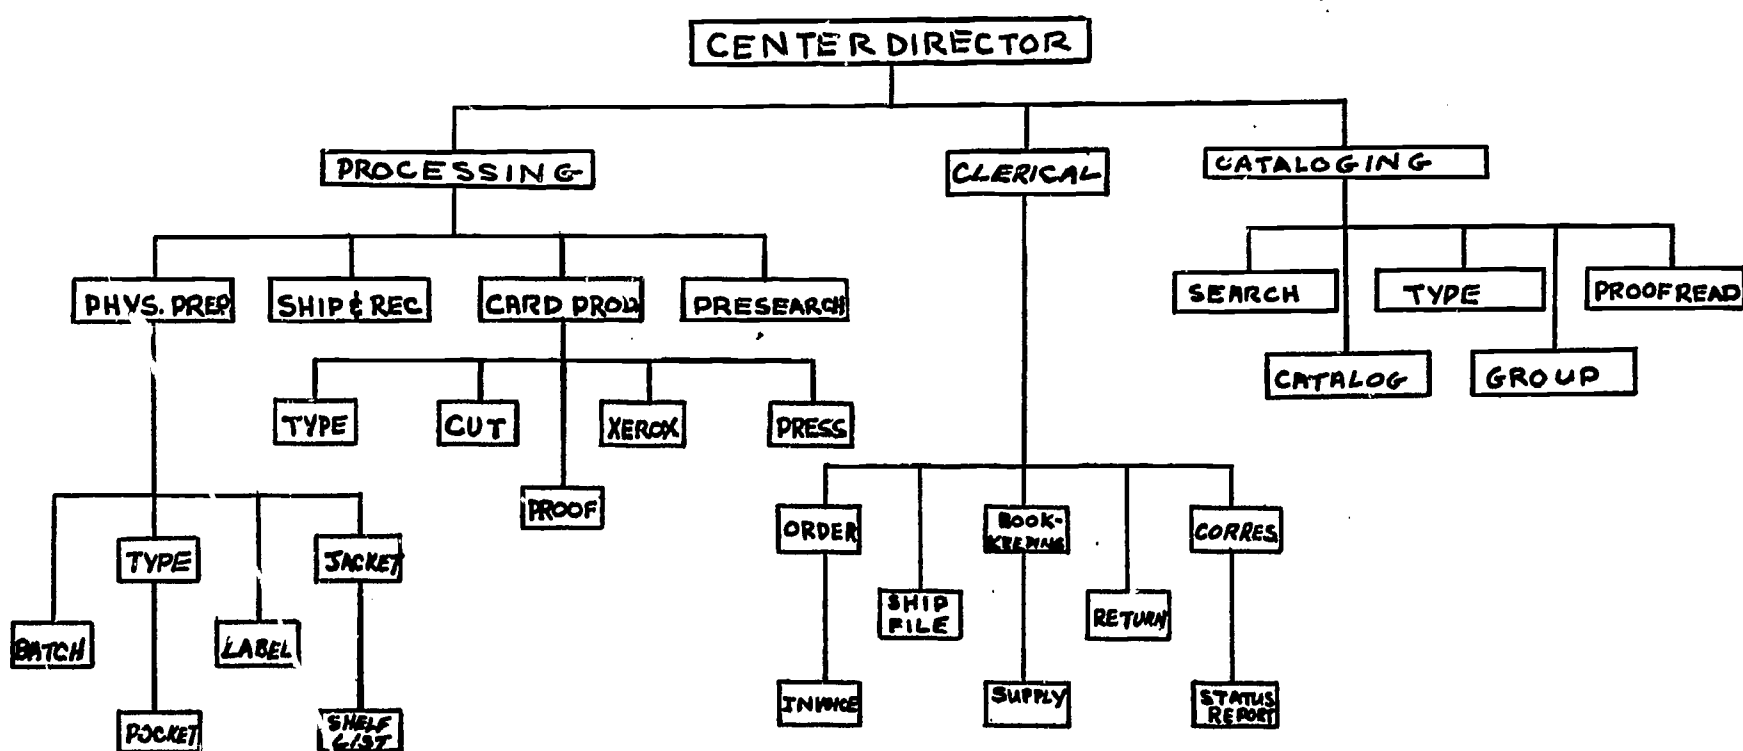 CENTER DIRECTOR
PROCESSING
CLERICAL
CATALOGING
PHYS. PREP
SHIP & REC
CARD PROD
PRESEARCH
SEARCH
TYPE
PROOFREAD
CATALOG
GROUP
TYPE
CUT
XEROX
PRESS
PROOF
ORDER
BOOK-
KEEPING
CORRES
TYPE
JACKET
SHIP
FILE
RETURN
BATCH
LABEL
INVOICE
SUPPLY
STATUS
REPORT
POCKET
SHELF
LIST